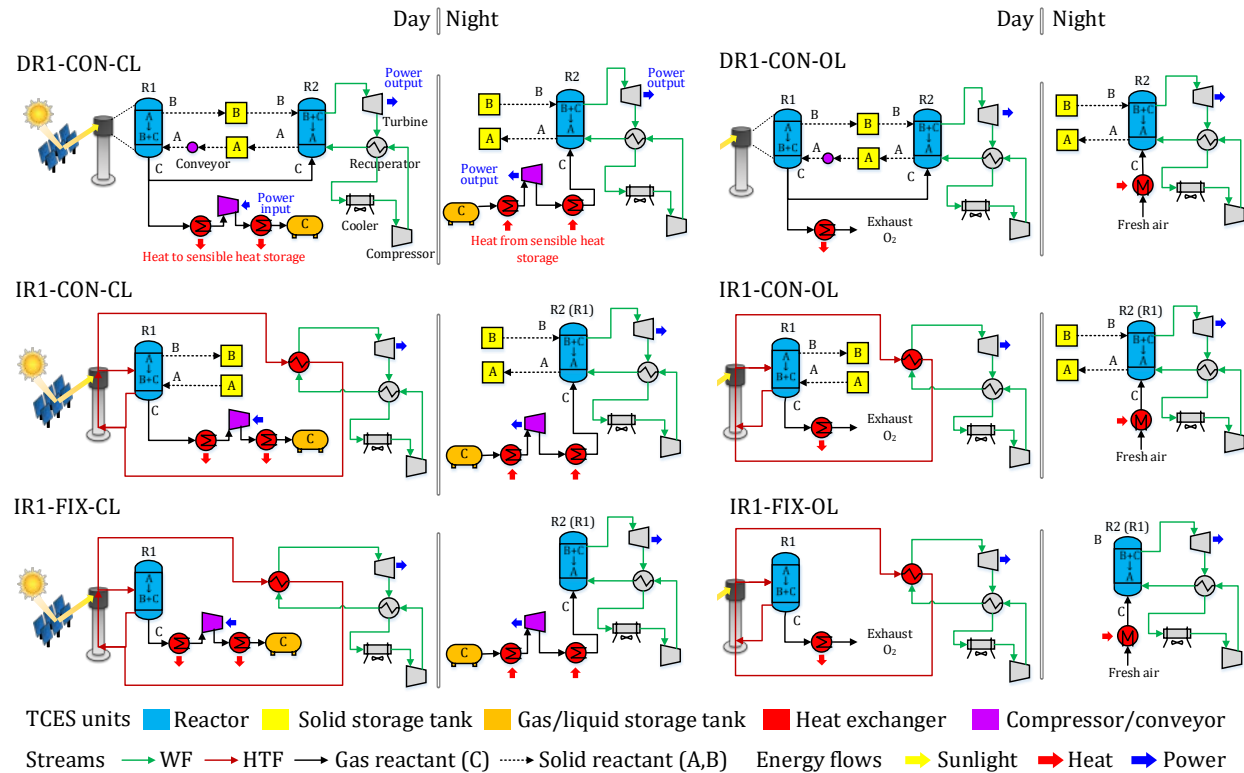 Day Night
Day Night
DR1-CON-CL
R1
A
↓
B+C
B
B
B
R2
B+C
↓
A
Power output
Turbine
A
A
A
Conveyor
C
Recuperator
Power input
C
Heat to sensible heat storage
Cooler
Compressor
B
B
A
A
R2
B+C
↓
A
Power output
C
Power output
C
Heat from sensible heat storage
DR1-CON-OL
R1
A
↓
B+C
B
B
B
R2
B+C
↓
A
A
A
A
C
Exhaust
O₂
B
B
A
A
R2
B+C
↓
A
C
Fresh air
IR1-CON-CL
R1
A
↓
B+C
B
B
A
A
C
C
B
B
A
A
R2 (R1)
B+C
↓
A
C
C
IR1-CON-OL
R1
A
↓
B+C
B
B
A
A
C
Exhaust
O₂
B
B
A
A
R2 (R1)
B+C
↓
A
C
Fresh air
IR1-FIX-CL
R1
A
↓
B+C
C
C
R2 (R1)
B+C
↓
A
C
C
IR1-FIX-OL
R1
A
↓
B+C
C
Exhaust
O₂
R2 (R1)
B
B+C
↓
A
C
Fresh air
TCES units Reactor Solid storage tank Gas/liquid storage tank Heat exchanger Compressor/conveyor
Streams WF HTF Gas reactant (C) Solid reactant (A,B) Energy flows Sunlight Heat Power